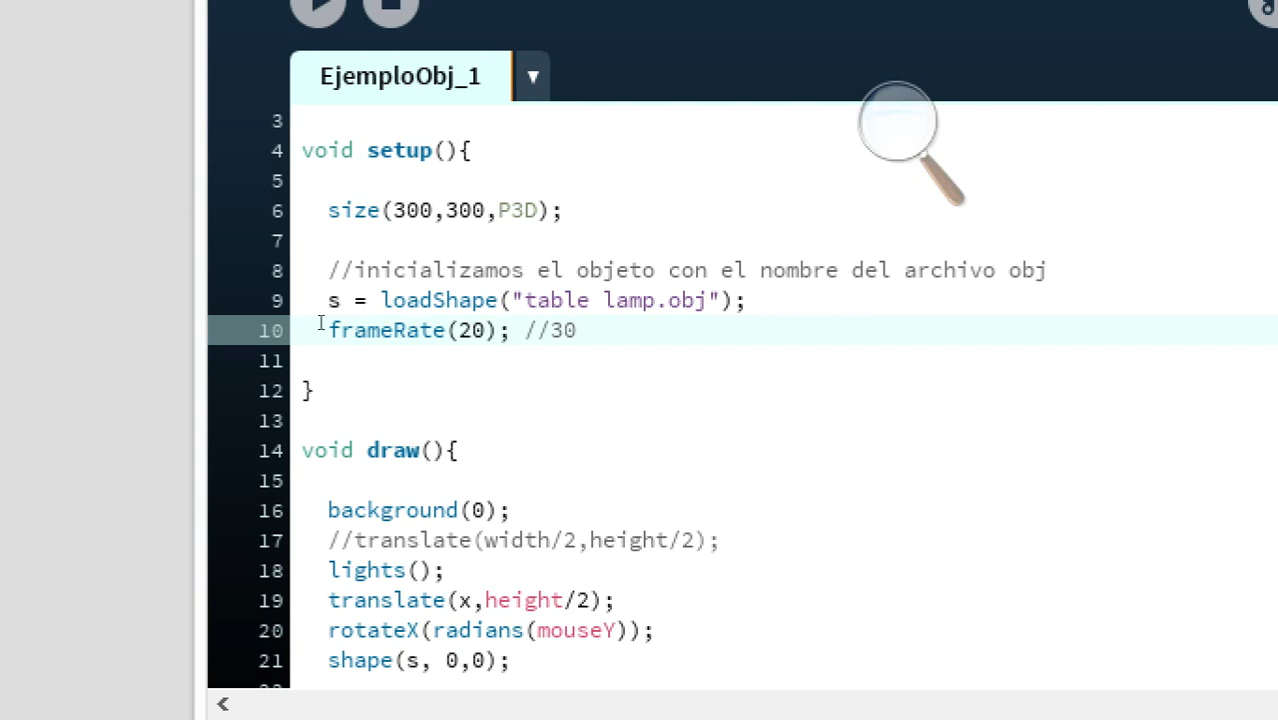 EjemploObj_1 ▼
3
4 void setup(){
5
6 size(300,300,P3D);
7
8 //inicializamos el objeto con el nombre del archivo obj
9 s = loadShape("table lamp.obj");
10 frameRate(20); //30
11
12 }
13
14 void draw(){
15
16 background(0);
17 //translate(width/2,height/2);
18 lights();
19 translate(x,height/2);
20 rotateX(radians(mouseY));
21 shape(s, 0,0);